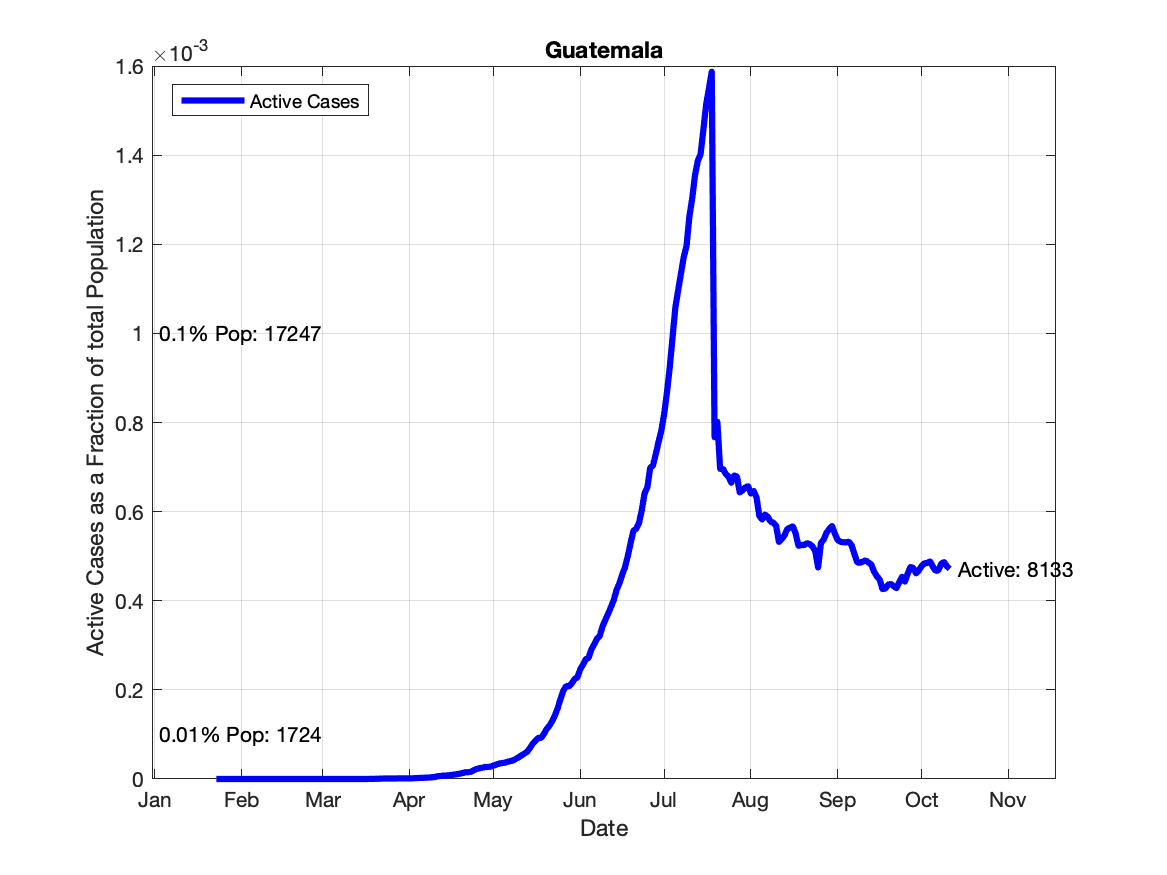 Guatemala
×10-3
1.6
1.4
1.2
1
0.8
0.6
0.4
0.2
0
Active Cases
0.1% Pop: 17247
0.01% Pop: 1724
Active: 8133
Active Cases as a Fraction of total Population
Jan Feb Mar Apr May Jun Jul Aug Sep Oct Nov
Date